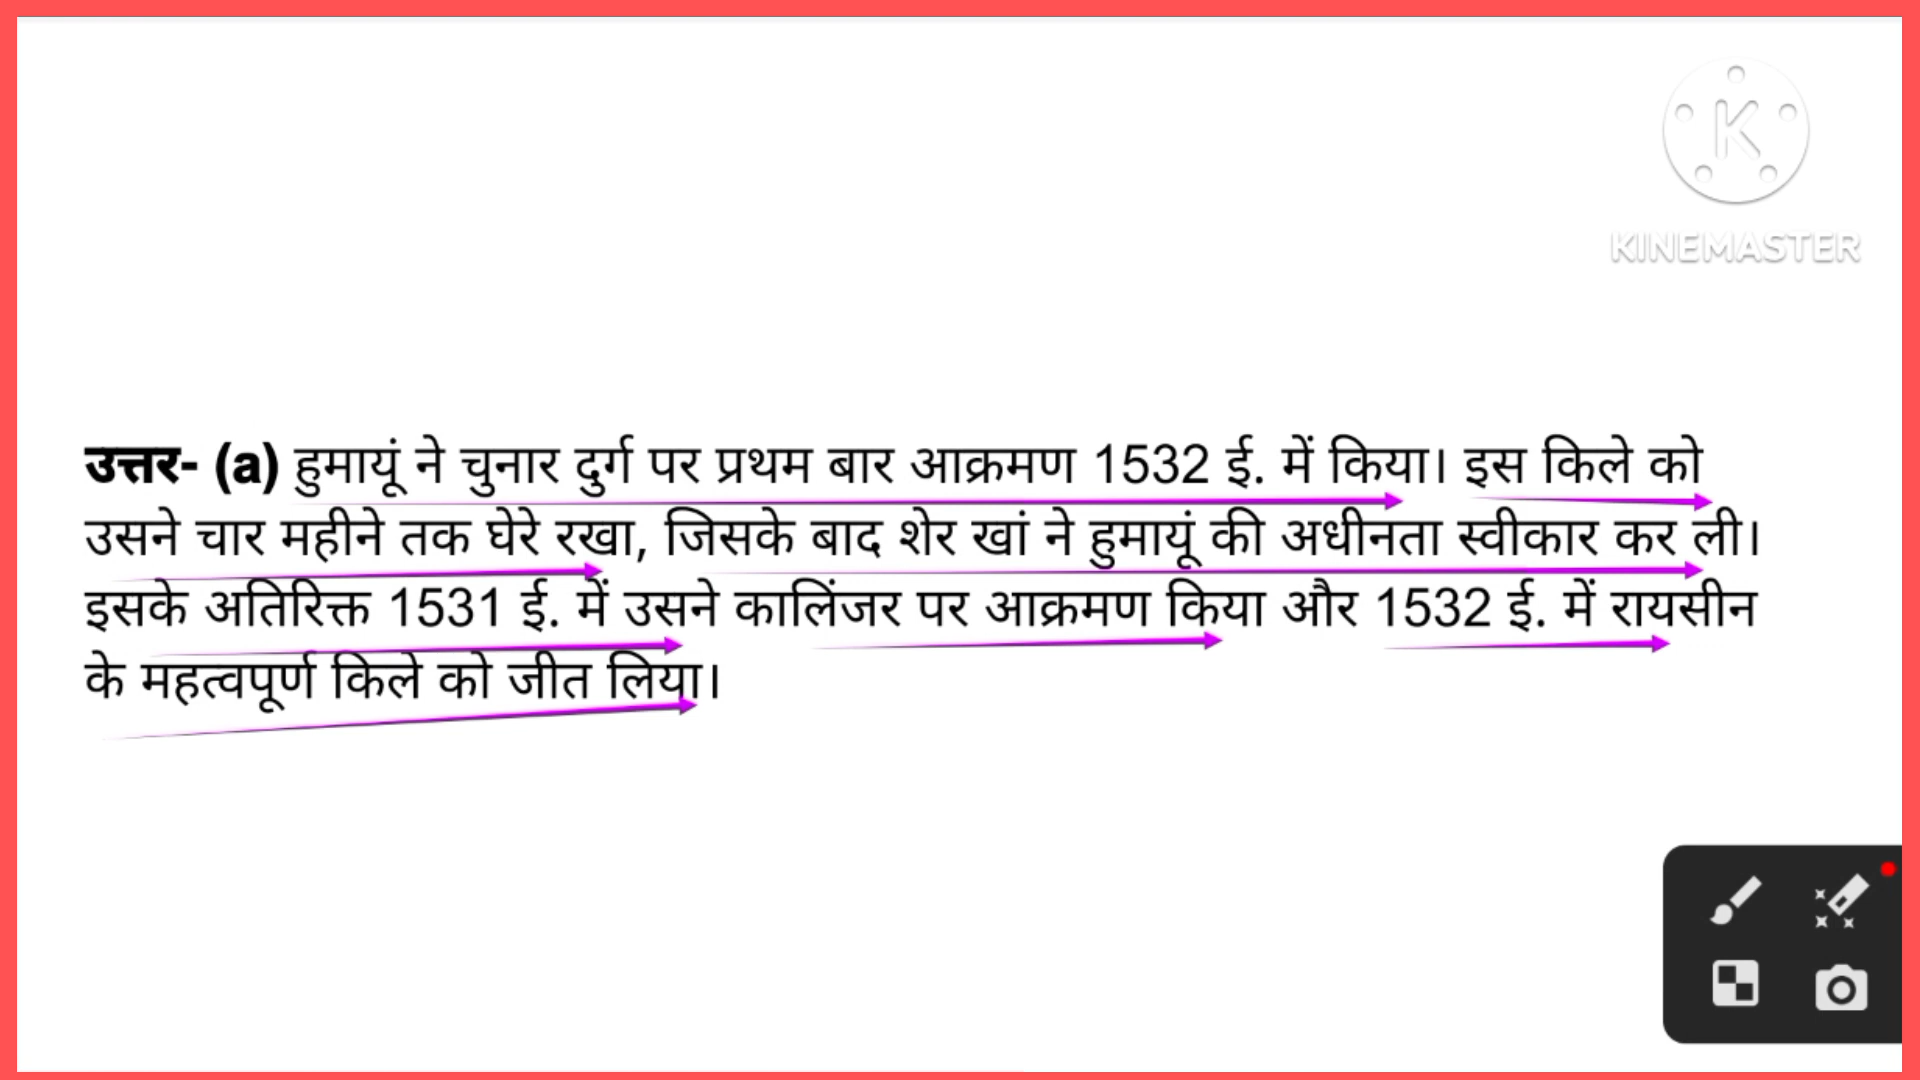 KINEMASTER
उत्तर- (a) हुमायूं ने चुनार दुर्ग पर प्रथम बार आक्रमण 1532 ई. में किया। इस किले को
उसने चार महीने तक घेरे रखा, जिसके बाद शेर खां ने हुमायूं की अधीनता स्वीकार कर ली।
इसके अतिरिक्त 1531 ई. में उसने कालिंजर पर आक्रमण किया और 1532 ई. में रायसीन
के महत्वपूर्ण किले को जीत लिया।